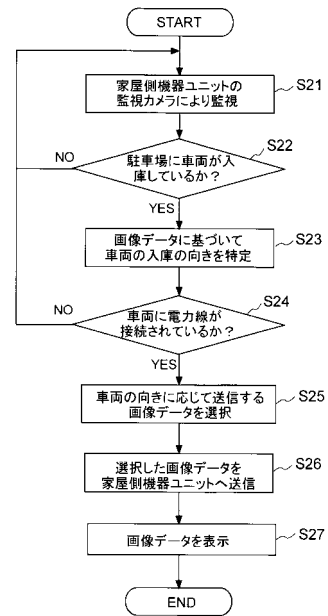 START
家屋側機器ユニットの
監視カメラにより監視
S21
駐車場に車両が入
庫しているか？
S22
NO
YES
画像データに基づいて
車両の入庫の向きを特定
S23
車両に電力線が
接続されているか？
S24
NO
YES
車両の向きに応じて送信する
画像データを選択
S25
選択した画像データを
家屋側機器ユニットへ送信
S26
画像データを表示
S27
END